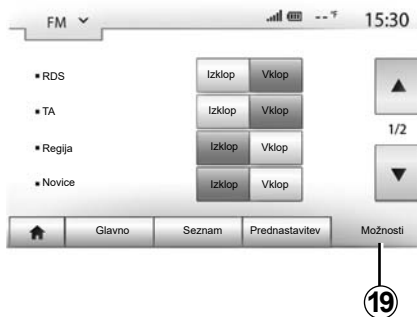 FM -- °F 15:30
RDS Izklop Vklop
TA Izklop Vklop
1/2
Regija Izklop Vklop
Novice Izklop Vklop
Glavno Seznam Prednastavitev Možnosti
19